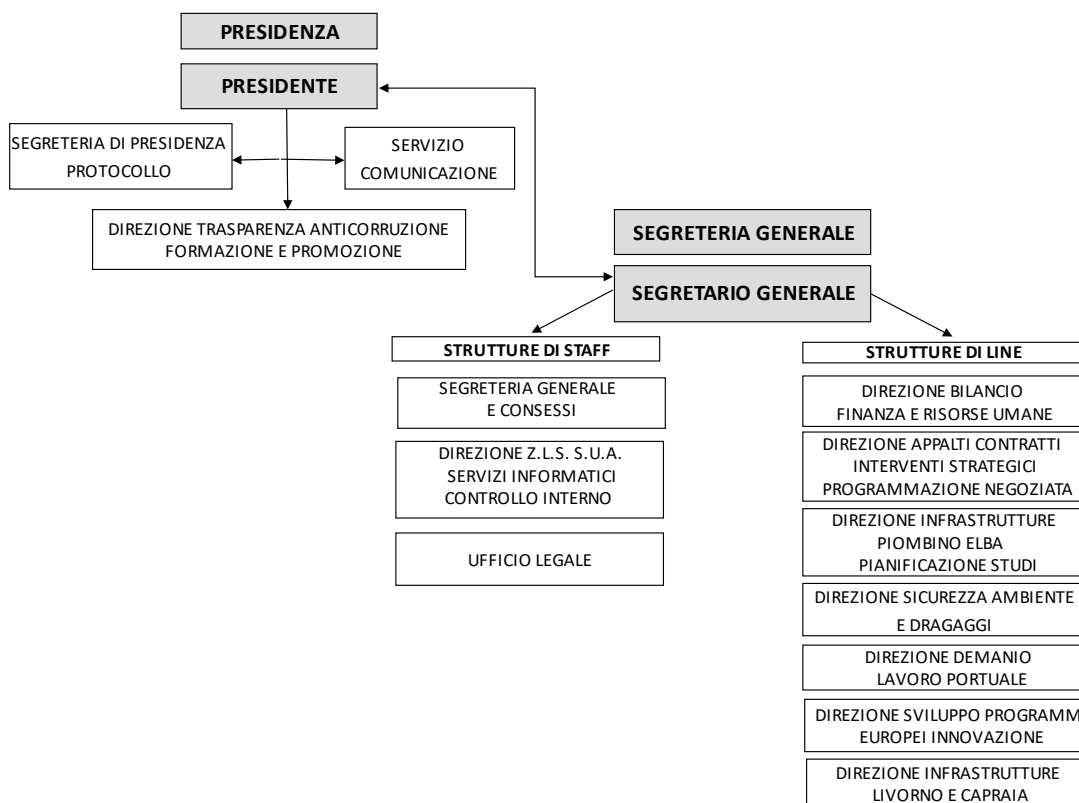 PRESIDENZA
PRESIDENTE
SEGRETERIA DI PRESIDENZA
PROTOCOLLO
SERVIZIO
COMUNICAZIONE
DIREZIONE TRASPARENZA ANTICORRUZIONE
FORMAZIONE E PROMOZIONE
SEGRETERIA GENERALE
SEGRETARIO GENERALE
STRUTTURE DI STAFF
SEGRETERIA GENERALE
E CONSESSI
DIREZIONE Z.L.S. S.U.A.
SERVIZI INFORMATICI
CONTROLLO INTERNO
UFFICIO LEGALE
STRUTTURE DI LINE
DIREZIONE BILANCIO
FINANZA E RISORSE UMANE
DIREZIONE APPALTI CONTRATTI
INTERVENTI STRATEGICI
PROGRAMMAZIONE NEGOZIATA
DIREZIONE INFRASTRUTTURE
PIOMBINO ELBA
PIANIFICAZIONE STUDI
DIREZIONE SICUREZZA AMBIENTE
E DRAGAGGI
DIREZIONE DEMANIO
LAVORO PORTUALE
DIREZIONE SVILUPPO PROGRAMM
EUROPEI INNOVAZIONE
DIREZIONE INFRASTRUTTURE
LIVORNO E CAPRAIA